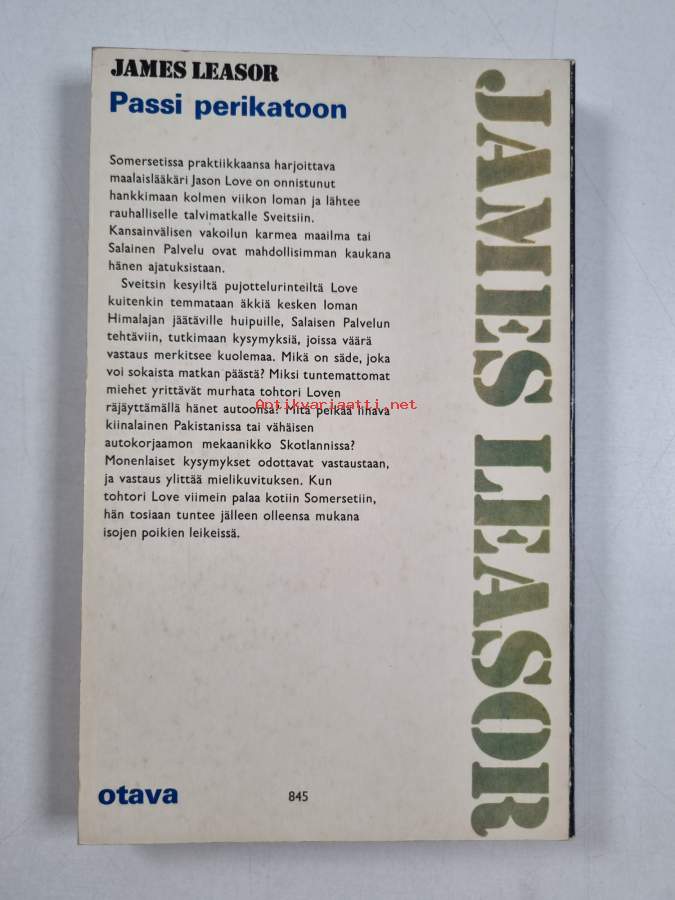 JAMES LEASOR
Passi perikatoon
Somersetissa praktiikkaansa harjoittava
maalaislääkäri Jason Love on onnistunut
hankkimaan kolmen viikon loman ja lähtee
rauhalliselle talvimatkalle Sveitsiin.
Kansainvälisen vakoilun karmea maailma tai
Salainen Palvelu ovat mahdollisimman kaukana
hänen ajatuksistaan.
Sveitsin kesyiltä pujottelurinteiltä Love
kuitenkin temmataan äkkiä kesken loman
Himalajan jäätäville huipuille, Salaisen Palvelun
tehtäviin, tutkimaan kysymyksiä, joissa väärä
vastaus merkitsee kuolemaa. Mikä on säde, joka
voi sokaista matkan päästä? Miksi tuntemattomat
miehet yrittävät murhata tohtori Loven
räjäyttämällä hänet autoonsa? Mitä pelkää lihava
kiinalainen Pakistanissa tai vähäisen
autokorjaamon mekaanikko Skotlannissa?
Monenlaiset kysymykset odottavat vastaustaan,
ja vastaus ylittää mielikuvituksen. Kun
tohtori Love viimein palaa kotiin Somersetiin,
hän tosiaan tuntee jälleen olleensa mukana
isojen poikien leikeissä.
otava
845
JAMES LEASOR
Antikvariaatti.net